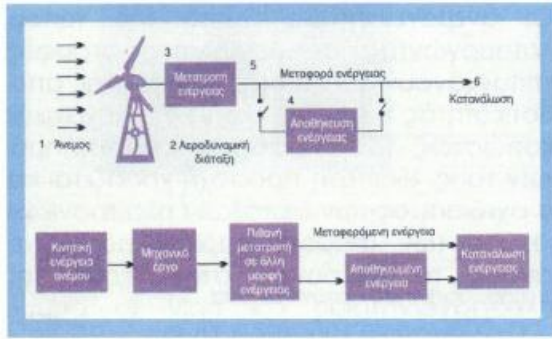 3
Μετατροπή
ενέργειας
5
Μεταφορά ενέργειας
6
Κατανάλωση
4
Αποθήκευση
ενέργειας
Άνεμος
2 Αεροδυναμική
διάταξη
Κινητική
ενέργεια
ανέμου
Μηχανικό
έργο
Πιθανή
μετατροπή
σε άλλη
μορφή
ενέργειας
Μεταφερόμενη ενέργεια
Αποθηκευμένη
ενέργεια
Κατανάλωση
ενέργειας